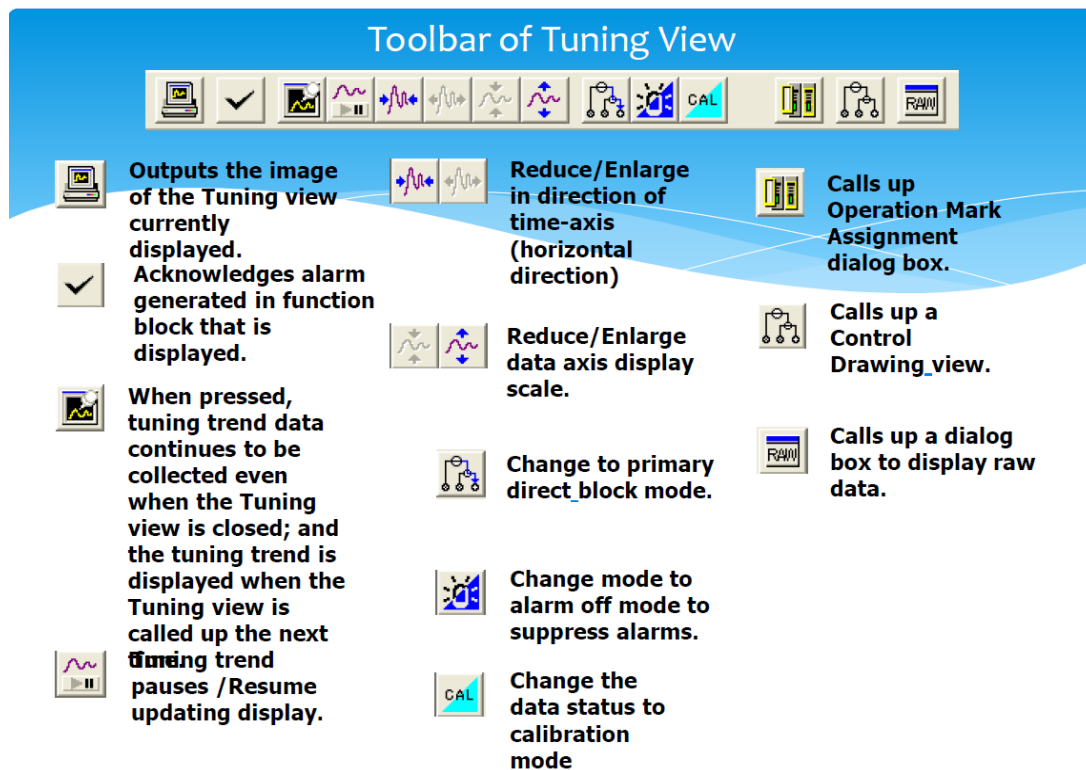 Toolbar of Tuning View
CAL
RAW
Outputs the image
of the Tuning view
currently
displayed.
Acknowledges alarm
generated in function
block that is
displayed.
When pressed,
tuning trend data
continues to be
collected even
when the Tuning
view is closed; and
the tuning trend is
displayed when the
Tuning view is
called up the next
time.
Tuning trend
pauses /Resume
updating display.
Reduce/Enlarge
in direction of
time-axis
(horizontal
direction)
Reduce/Enlarge
data axis display
scale.
Change to primary
direct_block mode.
Change mode to
alarm off mode to
suppress alarms.
CAL
Change the
data status to
calibration
mode
Calls up
Operation Mark
Assignment
dialog box.
Calls up a
Control
Drawing_view.
RAW
Calls up a dialog
box to display raw
data.